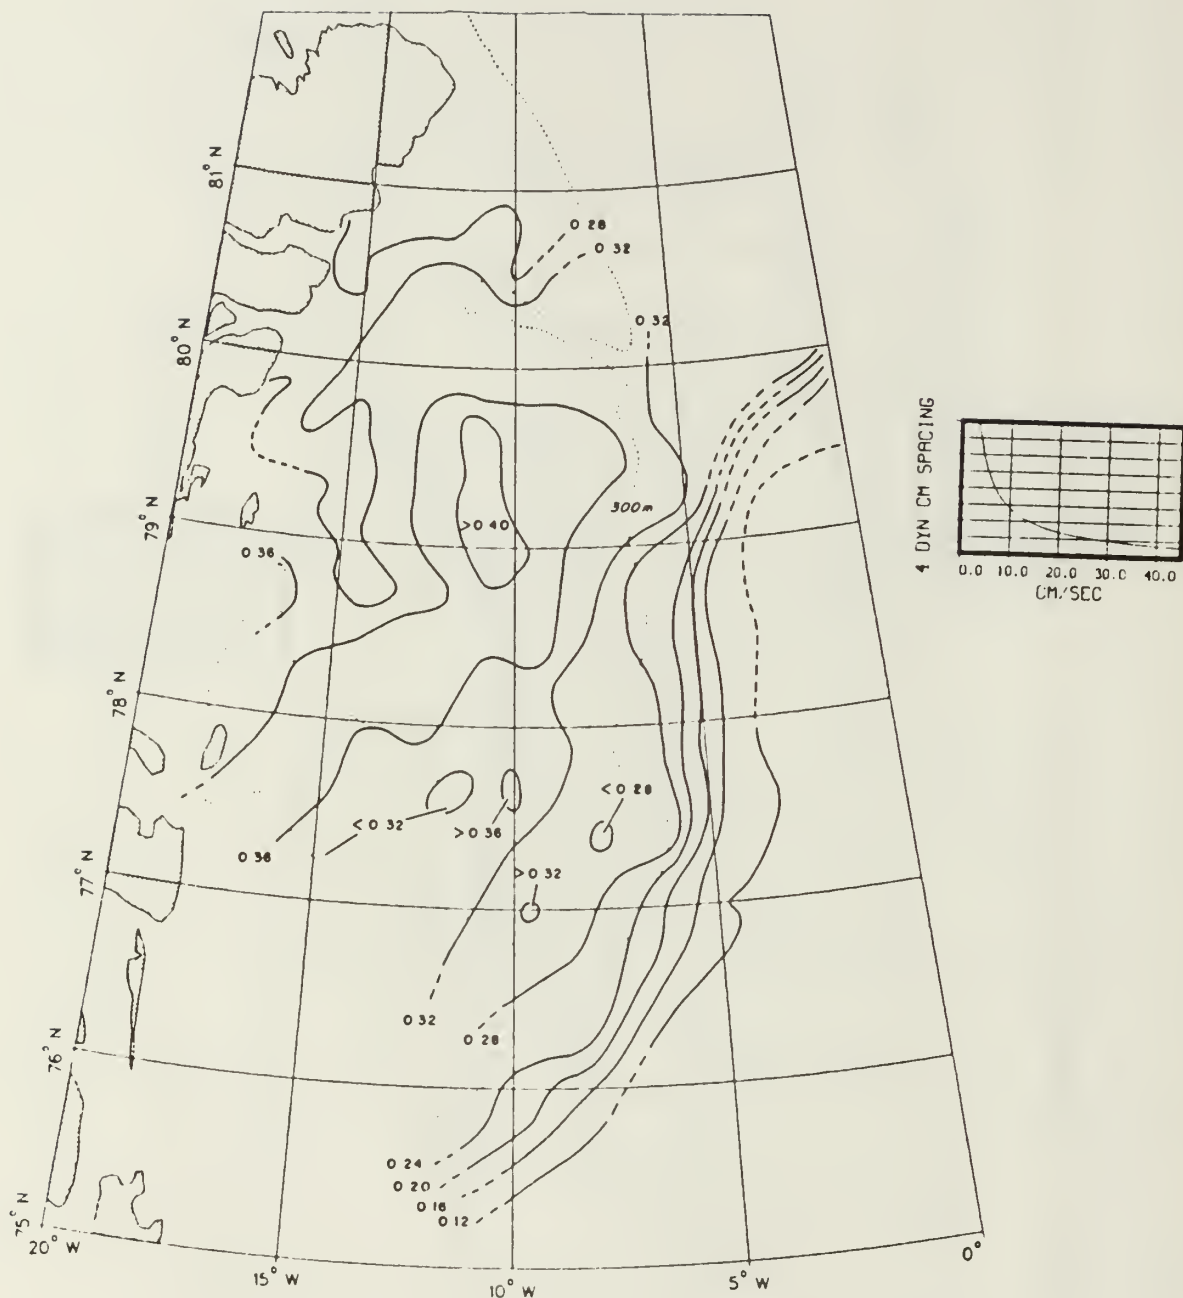 81° N
0 28
0 32
0 32
80° N
4 DYN CM SPACING
0.0 10.0 20.0 30.0 40.0
CM/SEC
300m
>0 40
79° N
0 36
78° N
<0 28
<0 32
>0 36
0 36
>0 32
77° N
0 32
0 28
76° N
0 24
0 20
0 16
0 12
75° N
20° W
15° W
10° W
5° W
0°